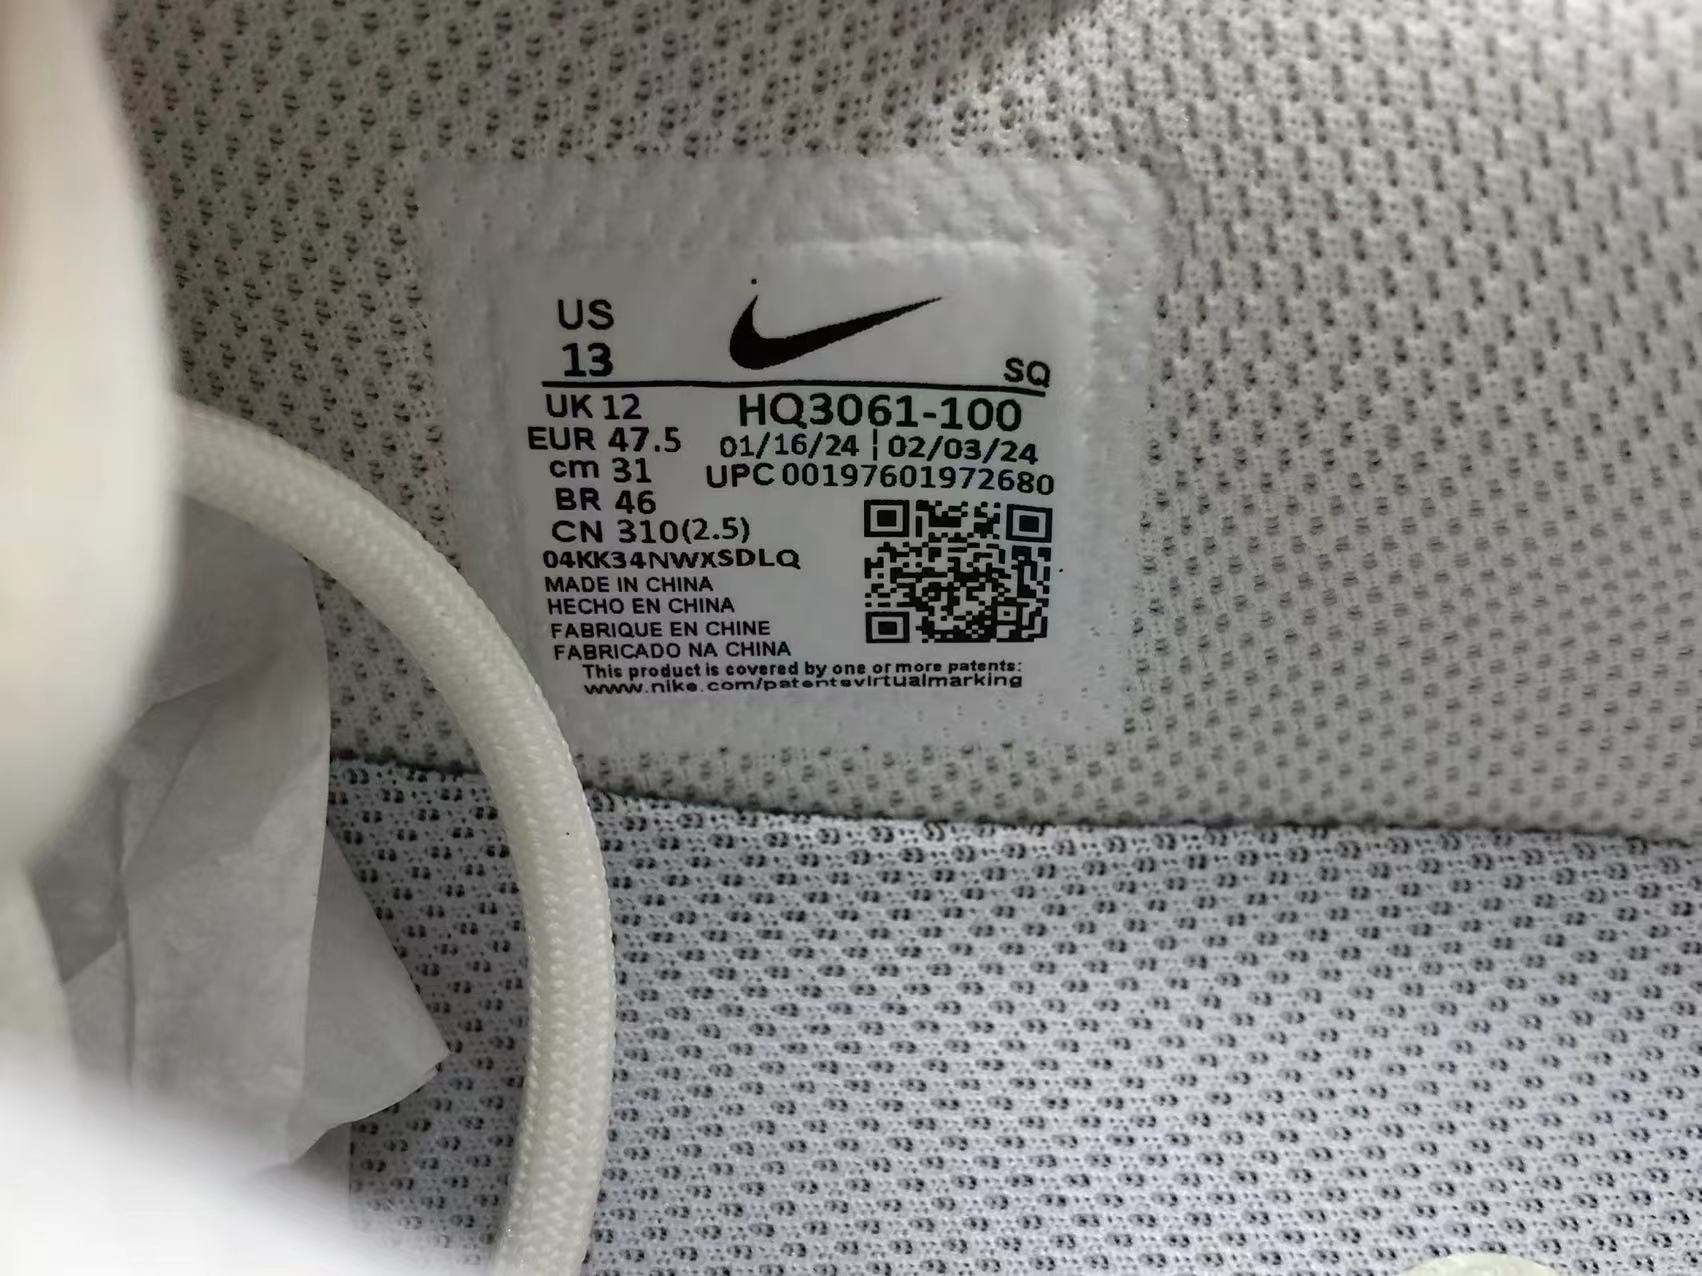 US
13
SQ
UK 12
HQ3061-100
EUR 47.5
01/16/24 | 02/03/24
cm 31
UPC 00197601972680
BR 46
CN 310(2.5)
04KK34NWXSDLQ
MADE IN CHINA
HECHO EN CHINA
FABRIQUE EN CHINE
FABRICADO NA CHINA
This product is covered by one or more patents:
www.nike.com/patentsvirtualmarking